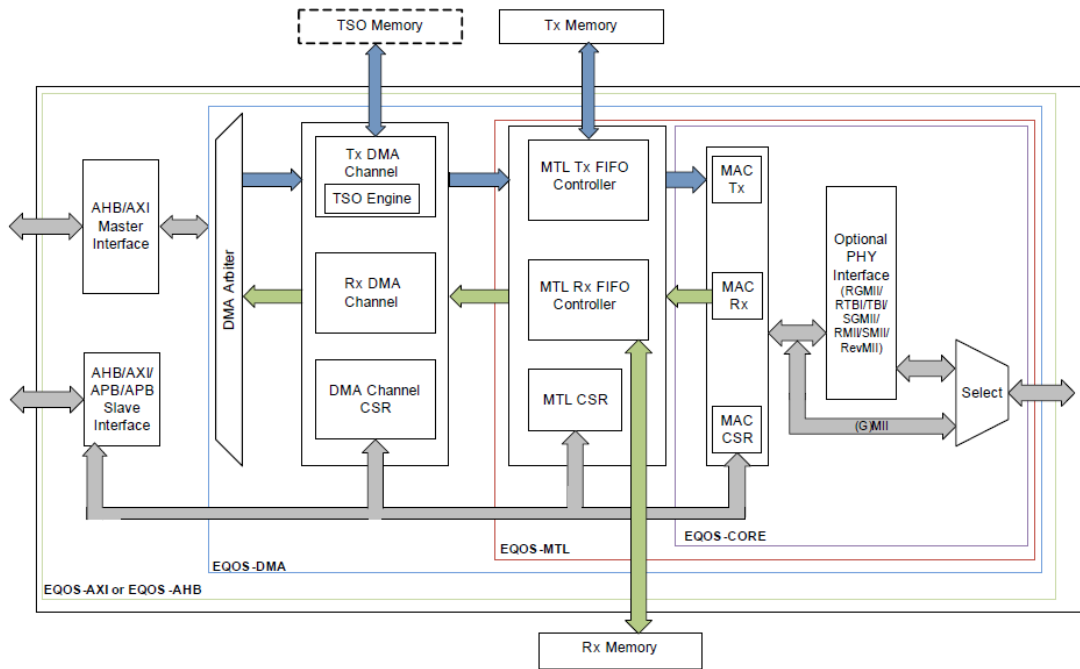 TSO Memory
Tx Memory
Tx DMA
Channel
TSO Engine
MTL Tx FIFO
Controller
MAC
Tx
AHB/AXI
Master
Interface
DMA Arbiter
Rx DMA
Channel
MTL Rx FIFO
Controller
MAC
Rx
Optional
PHY
Interface
(RGMII/
RTBI/TBI/
SGMII/
RMII/SMII/
RevMII)
AHB/AXI/
APB/APB
Slave
Interface
DMA Channel
CSR
MTL CSR
MAC
CSR
(G)MII
Select
EQOS-CORE
EQOS-MTL
EQOS-DMA
EQOS-AXI or EQOS-AHB
Rx Memory